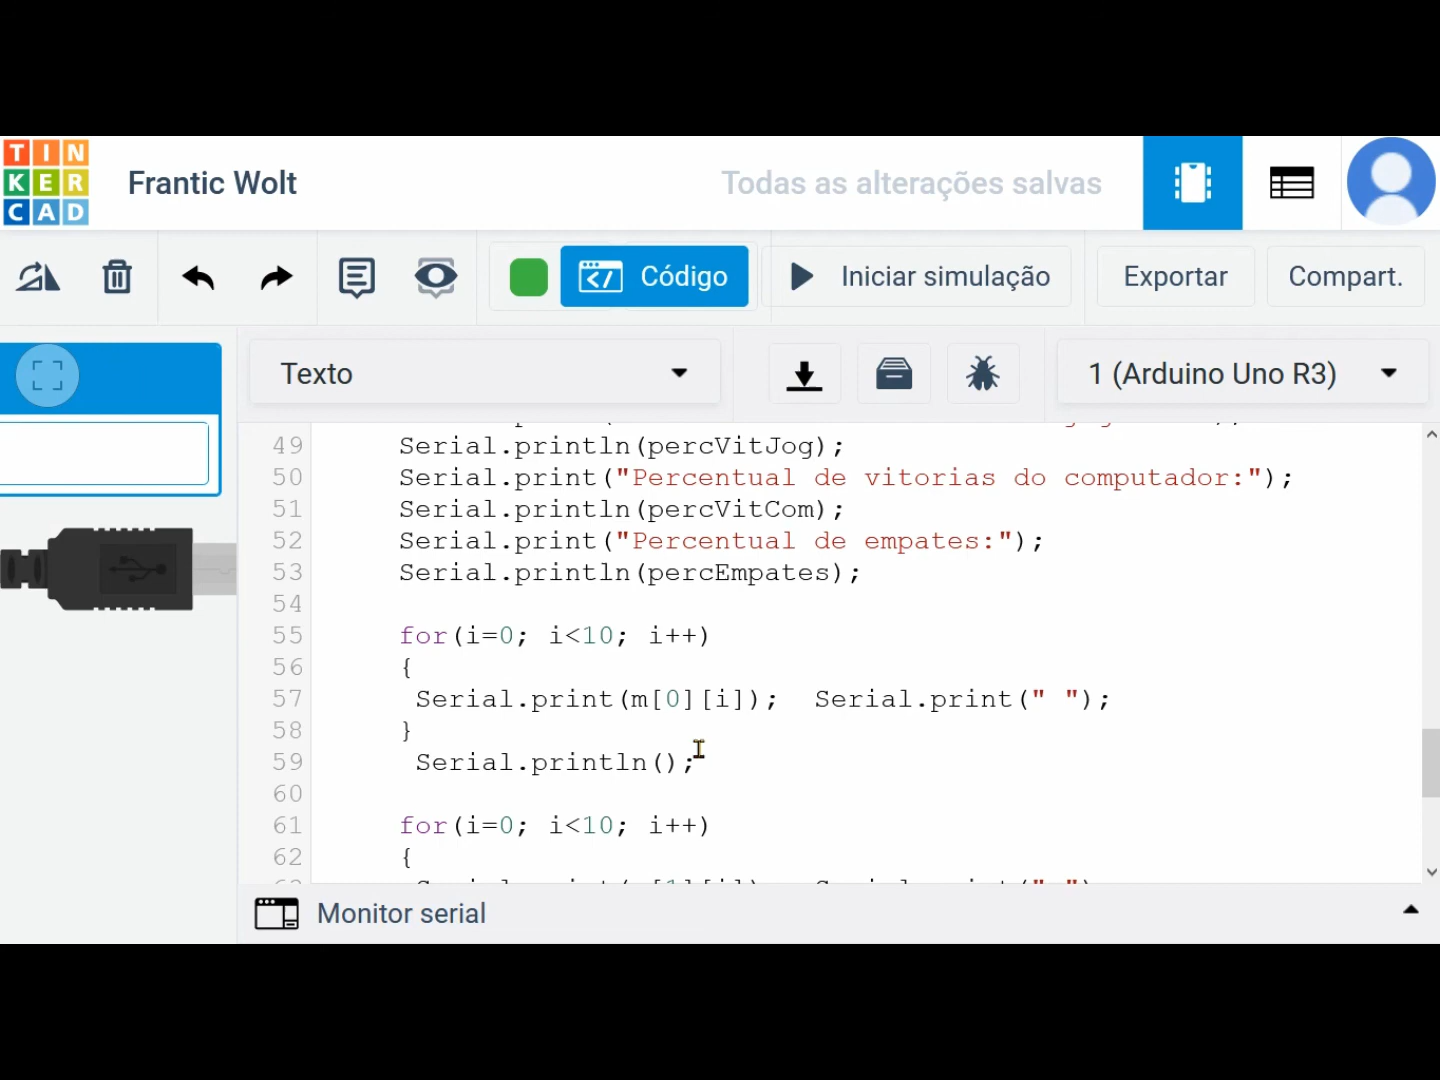 TIN
KER
CAD
Frantic Wolt
Todas as alterações salvas
Código
Iniciar simulação
Exportar
Compart.
Texto
1 (Arduino Uno R3)
49 Serial.println(percVitJog);
50 Serial.print("Percentual de vitorias do computador:");
51 Serial.println(percVitCom);
52 Serial.print("Percentual de empates:");
53 Serial.println(percEmpates);
54
55 for(i=0; i<10; i++)
56 {
57 Serial.print(m[0][i]); Serial.print(" ");
58 }
59 Serial.println();
60
61 for(i=0; i<10; i++)
62 {
Monitor serial